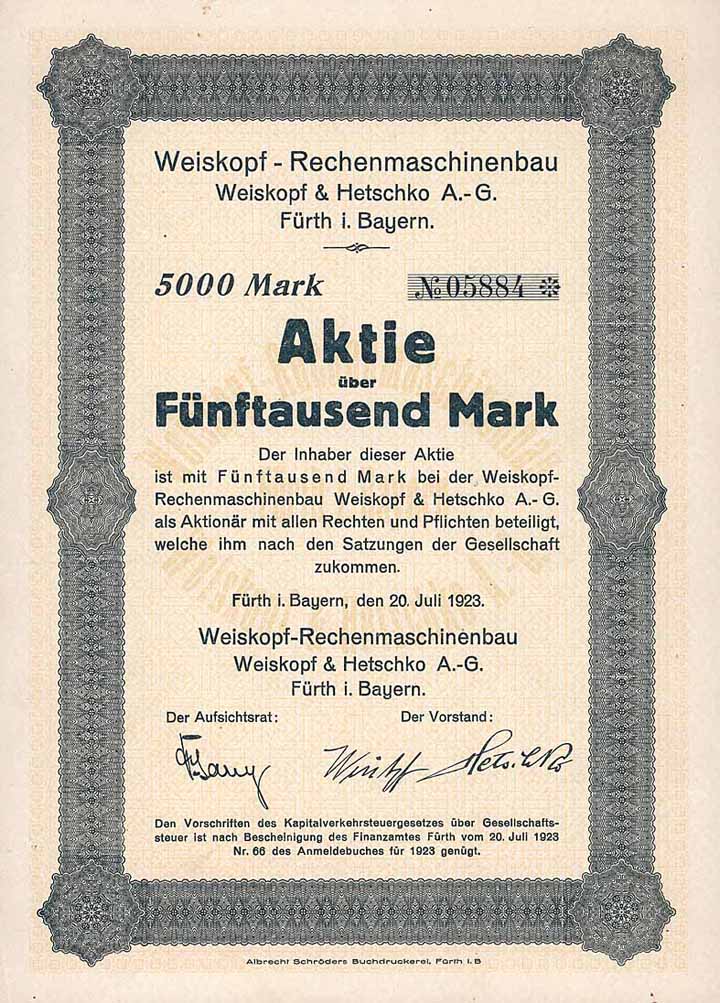 Weiskopf - Rechenmaschinenbau
Weiskopf & Hetschko A.-G.
Fürth i. Bayern.
5000 Mark № 05884 *
Aktie
über
Fünftausend Mark
Der Inhaber dieser Aktie
ist mit Fünftausend Mark bei der Weiskopf-
Rechenmaschinenbau Weiskopf & Hetschko A.-G.
als Aktionär mit allen Rechten und Pflichten beteiligt,
welche ihm nach den Satzungen der Gesellschaft
zukommen.
Fürth i. Bayern, den 20. Juli 1923.
Weiskopf-Rechenmaschinenbau
Weiskopf & Hetschko A.-G.
Fürth i. Bayern.
Der Aufsichtsrat: Der Vorstand:
Den Vorschriften des Kapitalverkehrsteuergesetzes über Gesellschafts-
steuer ist nach Bescheinigung des Finanzamtes Fürth vom 20. Juli 1923
Nr. 66 des Anmeldebuches für 1923 genügt.
Albrecht Schröders Buchdruckerei, Fürth i. B